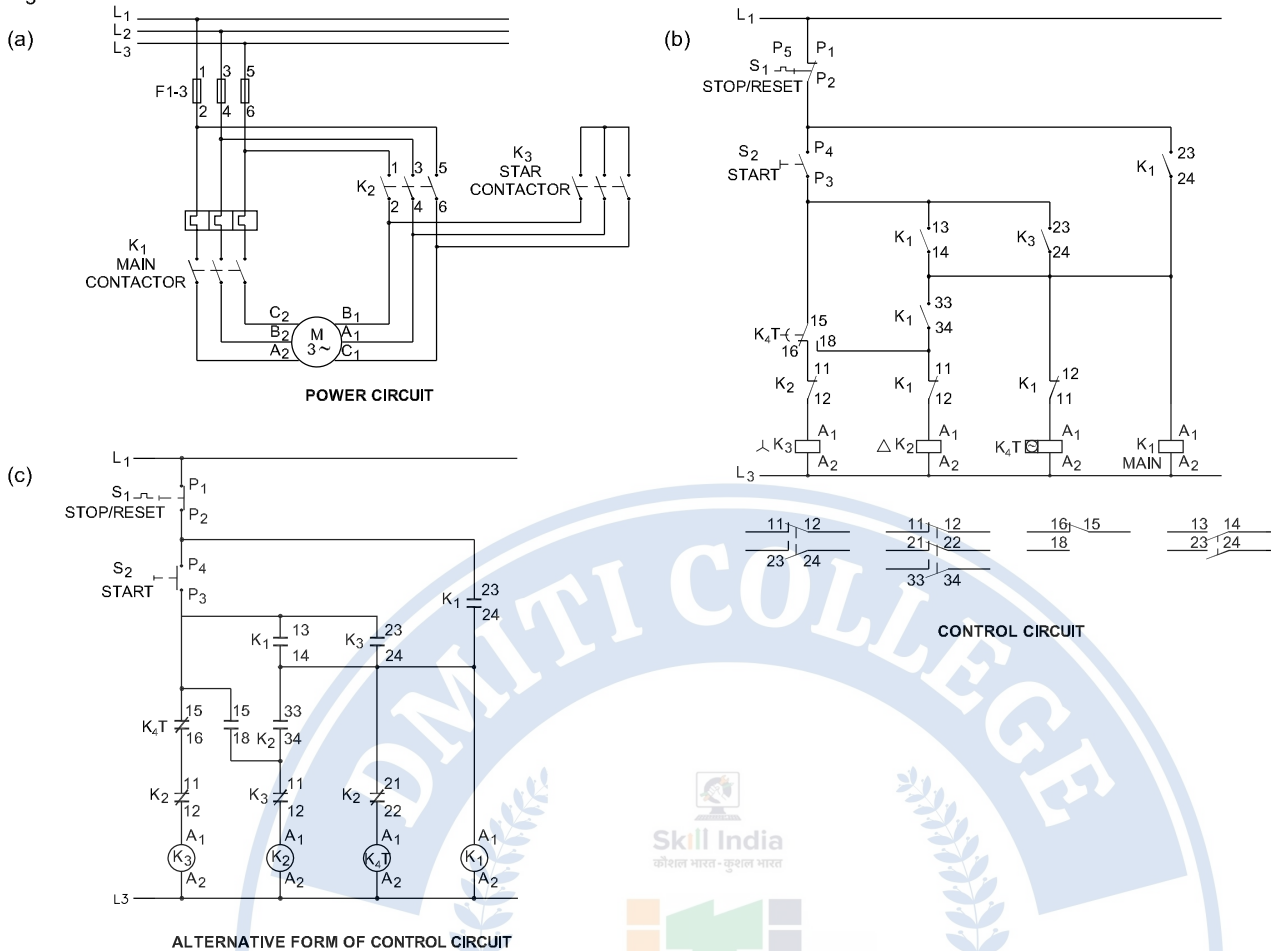 (a)
L1
L2
L3
F1-3
1 3 5
2 4 6
K1
MAIN
CONTACTOR
K2
1 3 5
2 4 6
K3
STAR
CONTACTOR
C2
B2
A2
M
3~
B1
A1
C1
POWER CIRCUIT
(b)
L1
P5 P1
S1
P2
STOP/RESET
S2
START
P4
P3
K1
23
24
K1
13
14
K3
23
24
K1
33
34
K4T
15
16
18
K2
11
12
K1
11
12
K1
12
11
⅄ K3
A1
A2
△ K2
A1
A2
K4T
A1
A2
K1
MAIN
A1
A2
L3
11 12
23 24
11 12
21 22
33 34
16 15
18
13 14
23 24
CONTROL CIRCUIT
(c)
L1
S1
STOP/RESET
P1
P2
S2
START
P4
P3
K1
23
24
K1
13
14
K3
23
24
K4T
15
16
15
18
K2
33
34
K2
11
12
K3
11
12
K2
21
22
K3
A1
A2
K2
A1
A2
K4T
A1
A2
K1
A1
A2
L3
ALTERNATIVE FORM OF CONTROL CIRCUIT
DMITI COLLEGE
Skill India
कौशल भारत - कुशल भारत